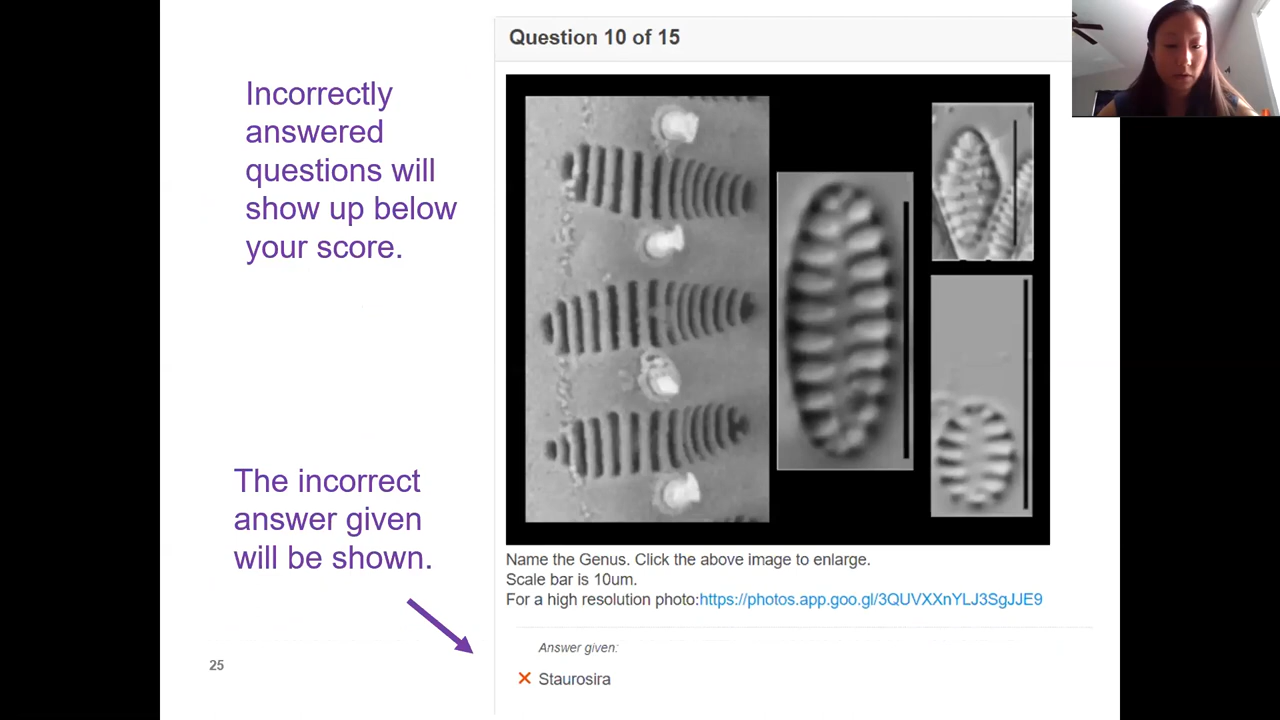 Question 10 of 15
Incorrectly
answered
questions will
show up below
your score.
The incorrect
answer given
will be shown.
Name the Genus. Click the above image to enlarge.
Scale bar is 10um.
For a high resolution photo:https://photos.app.goo.gl/3QUVXXnYLJ3SgJJE9
Answer given:
✕ Staurosira
25